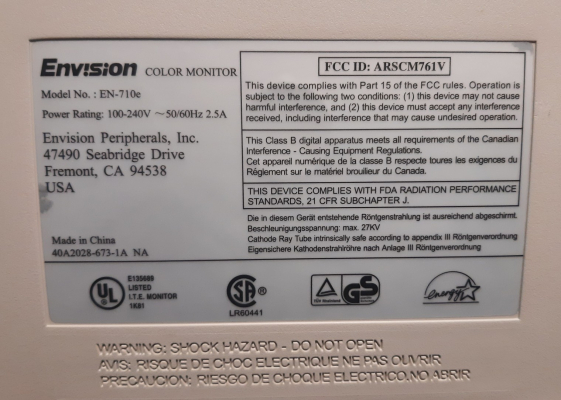 Envision COLOR MONITOR
Model No. : EN-710e
Power Rating: 100-240V ~50/60Hz 2.5A
Envision Peripherals, Inc.
47490 Seabridge Drive
Fremont, CA 94538
USA
Made in China
40A2028-673-1A NA
FCC ID: ARSCM761V
This device complies with Part 15 of the FCC rules. Operation is
subject to the following two conditions: (1) this device may not cause
harmful interference, and (2) this device must accept any interference
received, including interference that may cause undesired operation.
This Class B digital apparatus meets all requirements of the Canadian
Interference - Causing Equipment Regulations.
Cet appareil numérique de la classe B respecte toures les exigences du
Réglement sur le matériel brouilleur du Canada.
THIS DEVICE COMPLIES WITH FDA RADIATION PERFORMANCE
STANDARDS, 21 CFR SUBCHAPTER J.
Die in diesem Gerät entstehende Röntgenstrahlung ist ausreichend abgeschirmt.
Beschleunigungsspannung: max. 27KV
Cathode Ray Tube intrinsically safe according to appendix III Röntgenverordnung
Eigensichere Kathodenstrahlröhre nach Anlage III Röntgenverordnung
UL
E135689
LISTED
I.T.E. MONITOR
1K91
SA
LR60441
TÜV
GS
energy
WARNING: SHOCK HAZARD - DO NOT OPEN
AVIS: RISQUE DE CHOC ELECTRIQUE NE PAS OUVRIR
PRECAUCION: RIESGO DE CHOQUE ELECTRICO.NO ABRIR